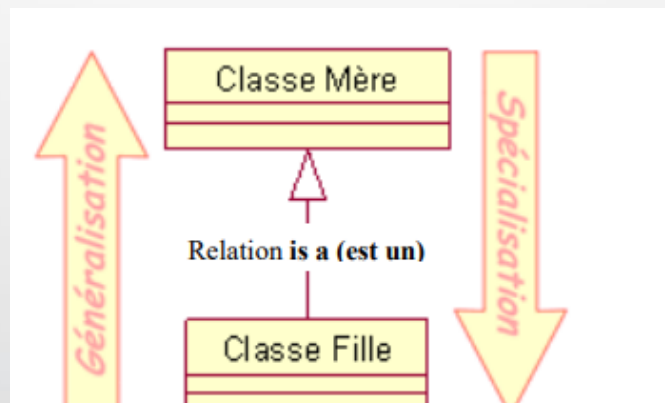 Classe Mère
Généralisation
Spécialisation
Relation is a (est un)
Classe Fille